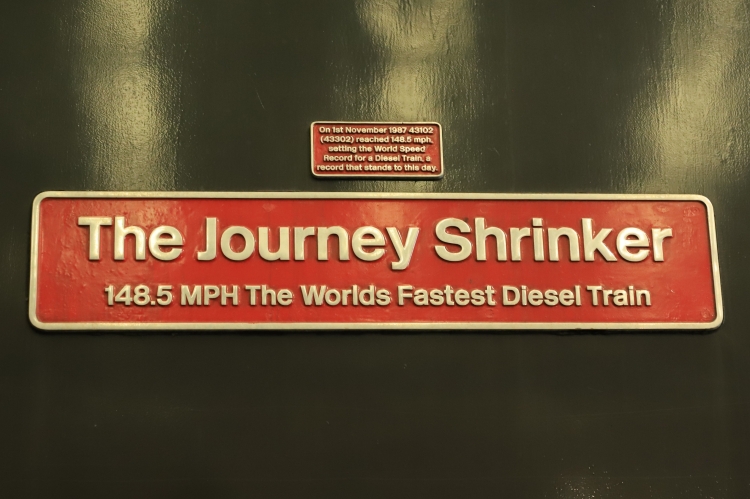 On 1st November 1987 43102
(43302) reached 148.5 mph,
setting the World Speed
Record for a Diesel Train, a
record that stands to this day.
The Journey Shrinker
148.5 MPH The Worlds Fastest Diesel Train